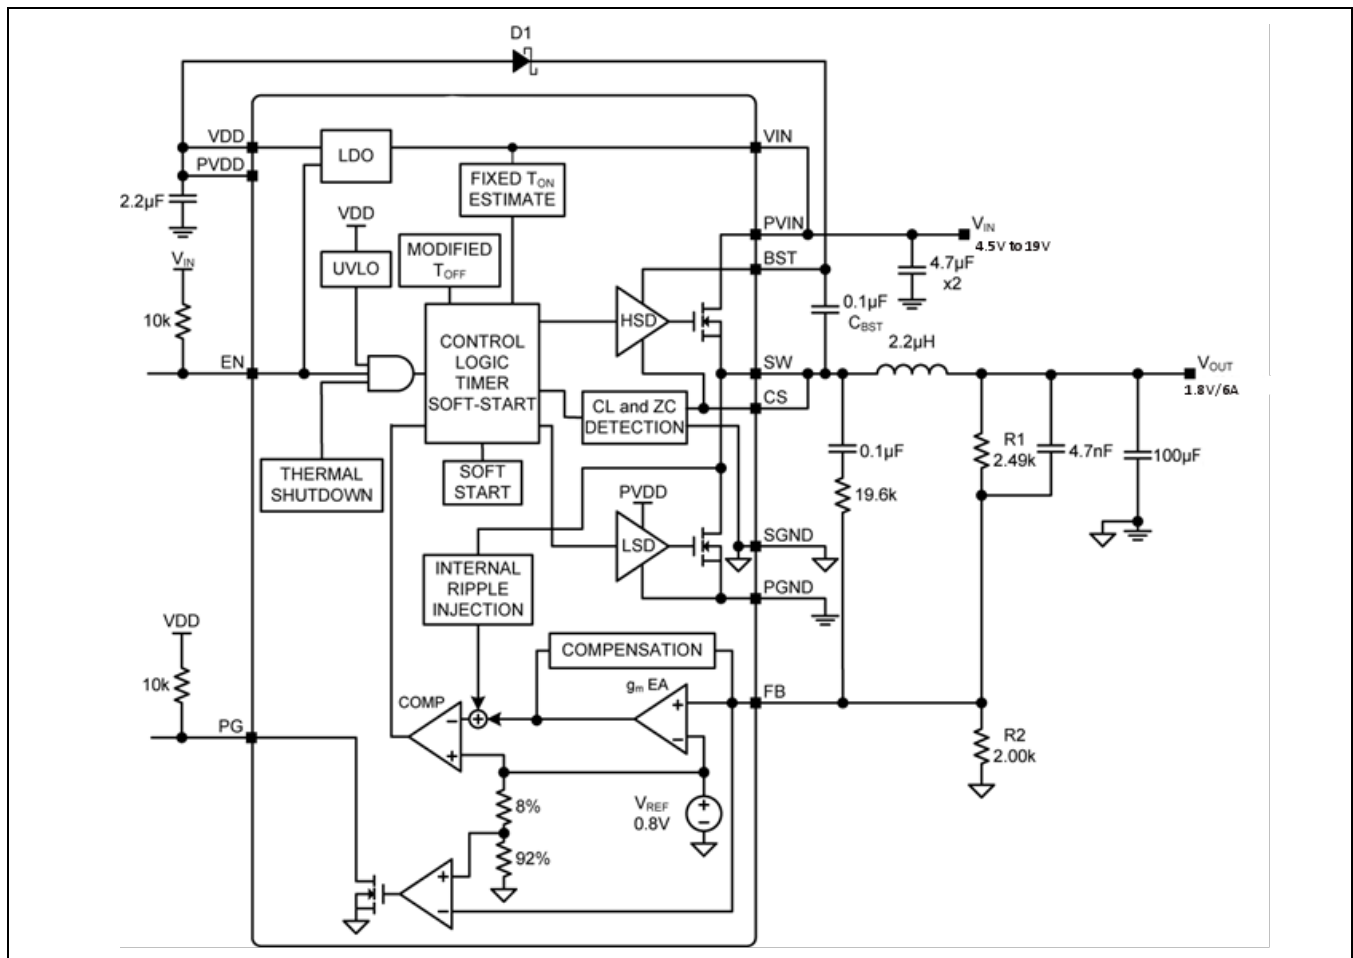 D1
VDD
VIN
LDO
PVDD
FIXED TON
ESTIMATE
2.2µF
VDD
PVIN
VIN
4.5V to 19V
MODIFIED
TOFF
VIN
UVLO
BST
4.7µF
x2
0.1µF
CBST
10k
HSD
CONTROL
LOGIC
TIMER
SOFT-START
2.2µH
EN
SW
VOUT
1.8V/6A
CS
CL and ZC
DETECTION
R1
2.49k
0.1µF
4.7nF
100µF
THERMAL
SHUTDOWN
SOFT
START
PVDD
19.6k
LSD
SGND
INTERNAL
RIPPLE
INJECTION
PGND
VDD
COMPENSATION
10k
gm EA
FB
COMP
+
−
+
−
+
PG
R2
2.00k
8%
VREF
0.8V
+
−
92%
+
−